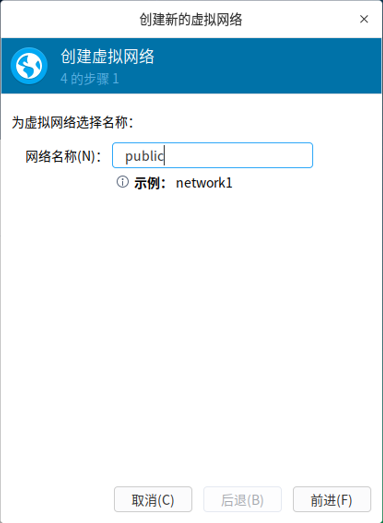 创建新的虚拟网络
×
创建虚拟网络
4 的步骤 1
为虚拟网络选择名称：
网络名称(N)： public
示例： network1
取消(C) 后退(B) 前进(F)